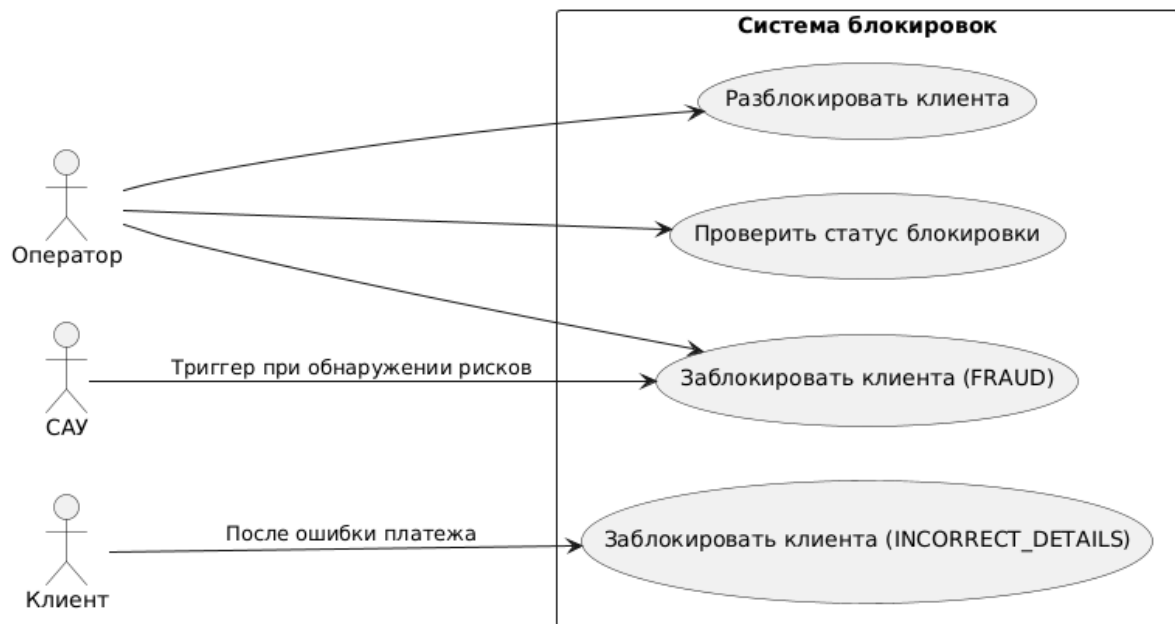 Система блокировок
Разблокировать клиента
Оператор
Проверить статус блокировки
САУ
Триггер при обнаружении рисков
Заблокировать клиента (FRAUD)
Клиент
После ошибки платежа
Заблокировать клиента (INCORRECT_DETAILS)